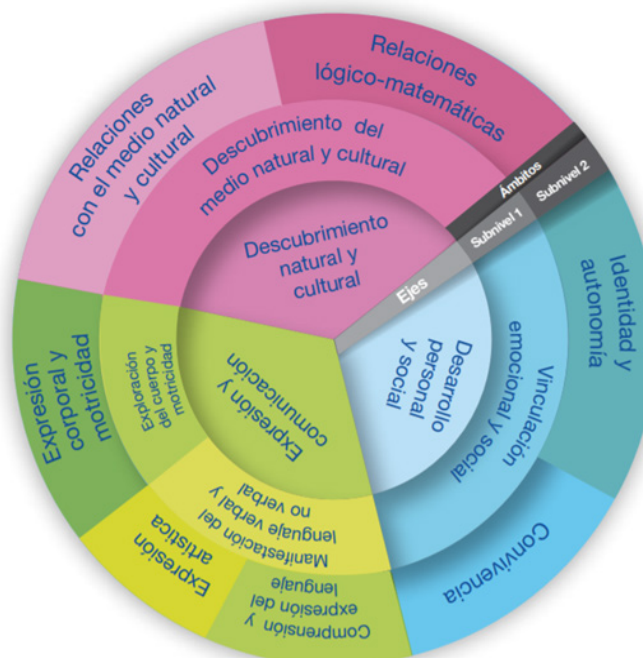 Relaciones
lógico-matemáticas
Relaciones
con el medio natural
y cultural
Descubrimiento del
medio natural y cultural
Descubrimiento
natural y
cultural
Ámbitos
Subnivel 2
Subnivel 1
Ejes
Identidad y
autonomía
Vinculación
emocional y social
Desarrollo
personal
y social
Convivencia
Expresión y
comunicación
Exploración
del cuerpo y
motricidad
Expresión
corporal y
motricidad
Manifestación del
lenguaje verbal y
no verbal
Expresión
artistica
Comprensión y
expresión del
lenguaje